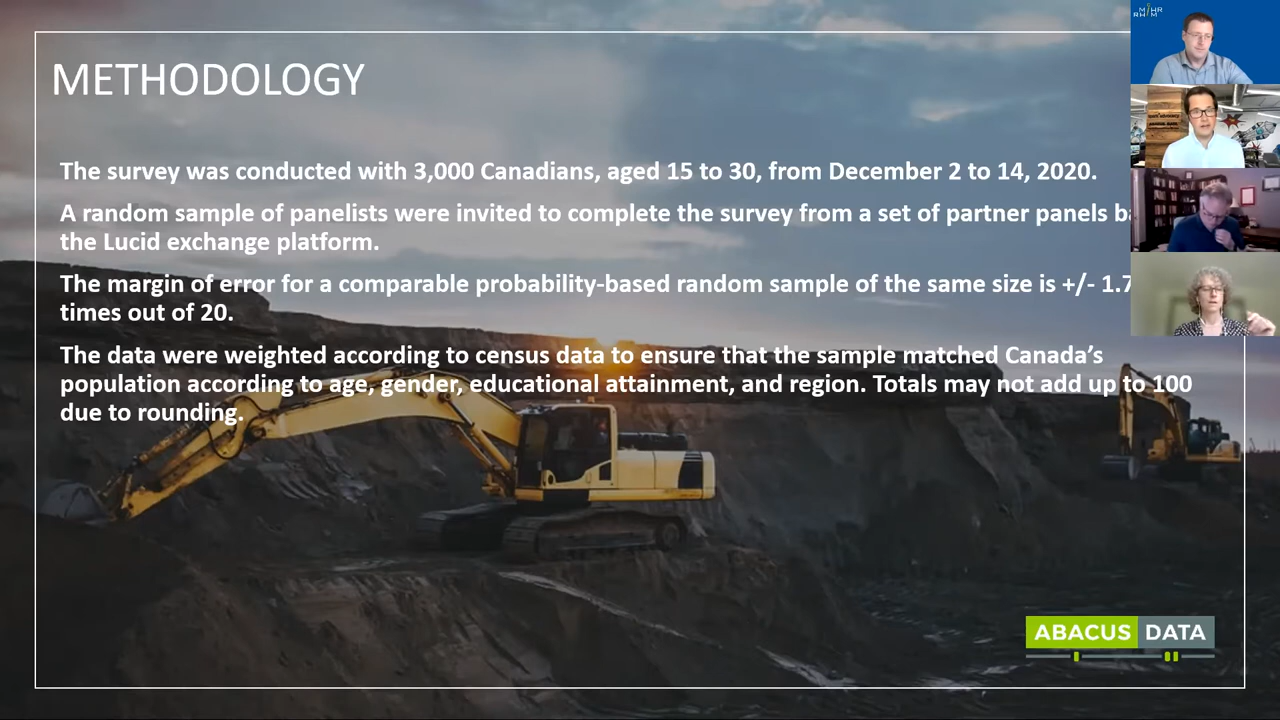 METHODOLOGY
The survey was conducted with 3,000 Canadians, aged 15 to 30, from December 2 to 14, 2020.
A random sample of panelists were invited to complete the survey from a set of partner panels
the Lucid exchange platform.
The margin of error for a comparable probability-based random sample of the same size is +/- 1.7
times out of 20.
The data were weighted according to census data to ensure that the sample matched Canada’s
population according to age, gender, educational attainment, and region. Totals may not add up to 100
due to rounding.
ABACUS DATA